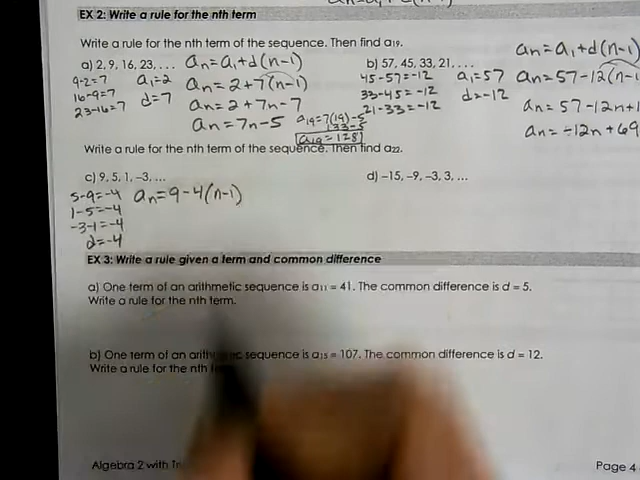 EX 2: Write a rule for the nth term
Write a rule for the nth term of the sequence. Then find a₁₉.
a) 2, 9, 16, 23, . . . aₙ = a₁ + d(n-1)
9-2=7 a₁=2 aₙ = 2 + 7(n-1)
16-9=7 d=7 aₙ = 2 + 7n - 7
23-16=7 aₙ = 7n - 5
a₁₉=7(19)-5
133-5
a₁₉ = 128
b) 57, 45, 33, 21, . . . aₙ = a₁ + d(n-1)
45-57=-12 a₁=57 aₙ = 57-12(n-1
33-45=-12 d=-12 aₙ = 57-12n+1
21-33=-12 aₙ = -12n + 69
Write a rule for the nth term of the sequence. Then find a₂₂.
c) 9, 5, 1, -3, ...
5-9=-4 aₙ = 9-4(n-1)
1-5=-4
-3-1=-4
d=-4
d) -15, -9, -3, 3, ...
EX 3: Write a rule given a term and common difference
a) One term of an arithmetic sequence is a₁₁ = 41. The common difference is d = 5.
Write a rule for the nth term.
b) One term of an sequence is a₁₅ = 107. The common difference is d = 12.
Write a rule for the nth
Algebra 2 with Page 4